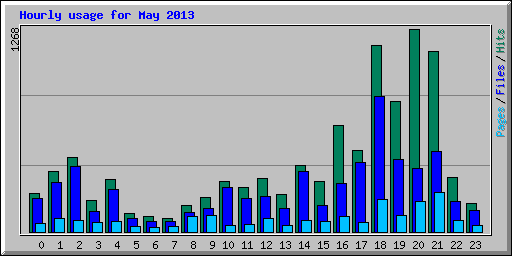 Hourly usage for May 2013
1268
Pages / Files / Hits
0 1 2 3 4 5 6 7 8 9 10 11 12 13 14 15 16 17 18 19 20 21 22 23